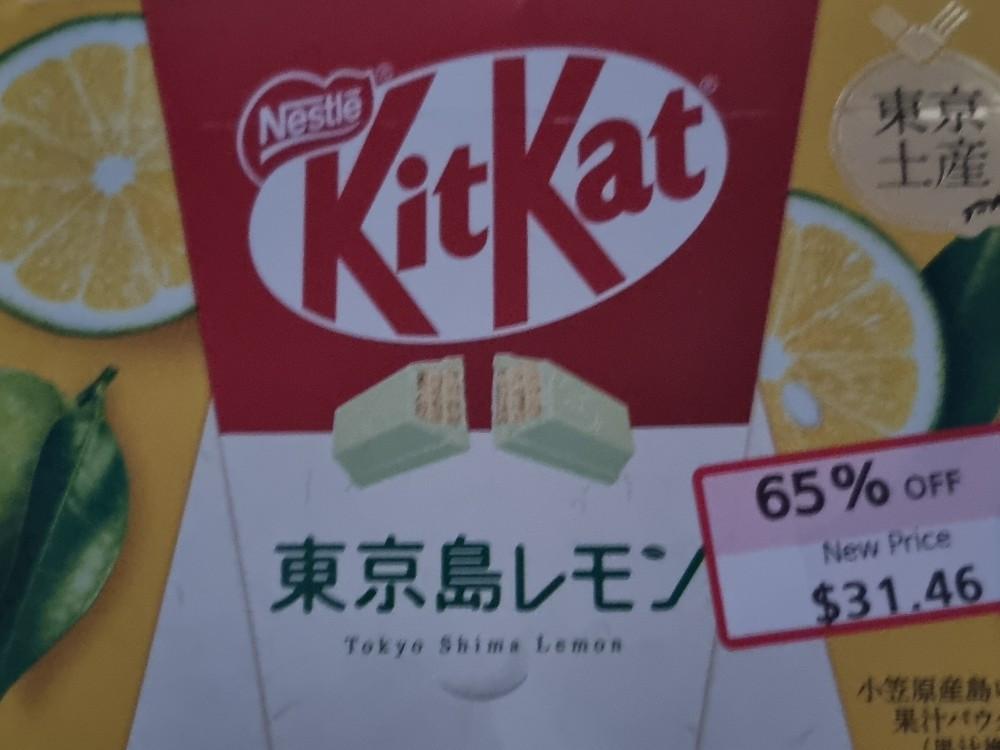 Nestlé
KitKat
東京
土産
東京島レモン
Tokyo Shima Lemon
65% OFF
New Price
$31.46
小笠原産島
果汁パウ